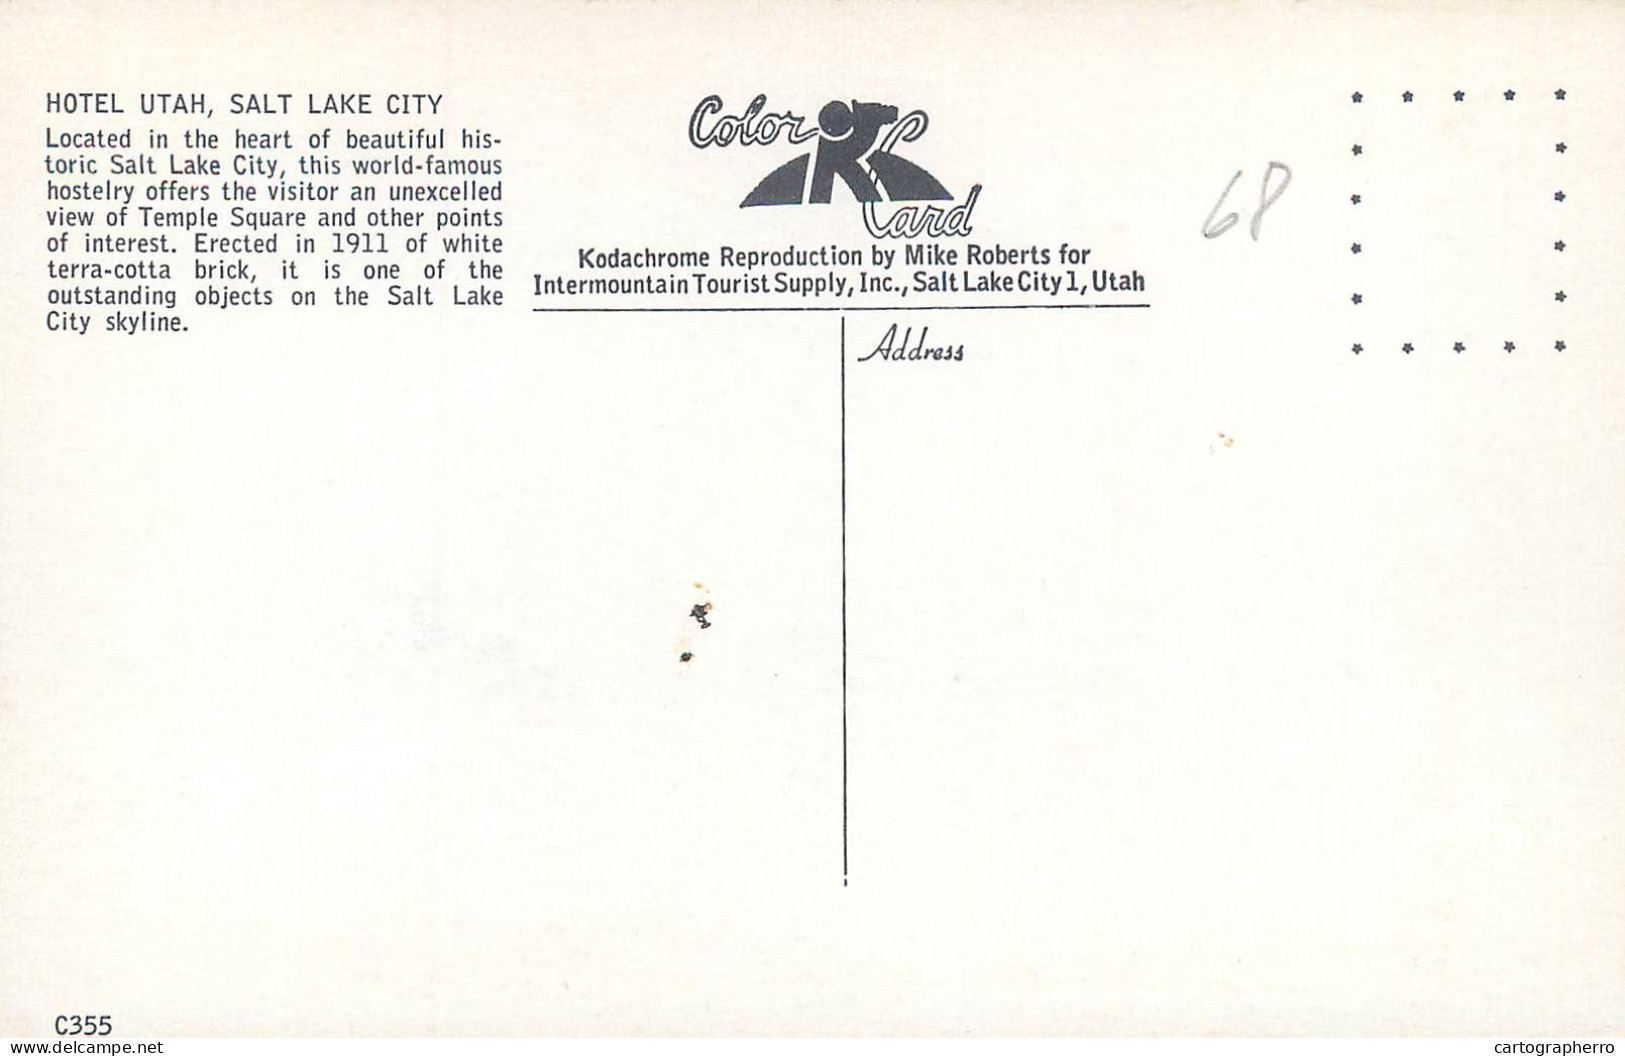 HOTEL UTAH, SALT LAKE CITY
Located in the heart of beautiful his-
toric Salt Lake City, this world-famous
hostelry offers the visitor an unexcelled
view of Temple Square and other points
of interest. Erected in 1911 of white
terra-cotta brick, it is one of the
outstanding objects on the Salt Lake
City skyline.
Color
Card
Kodachrome Reproduction by Mike Roberts for
Intermountain Tourist Supply, Inc., Salt Lake City 1, Utah
68
Address
C355
www.delcampe.net
cartographerro